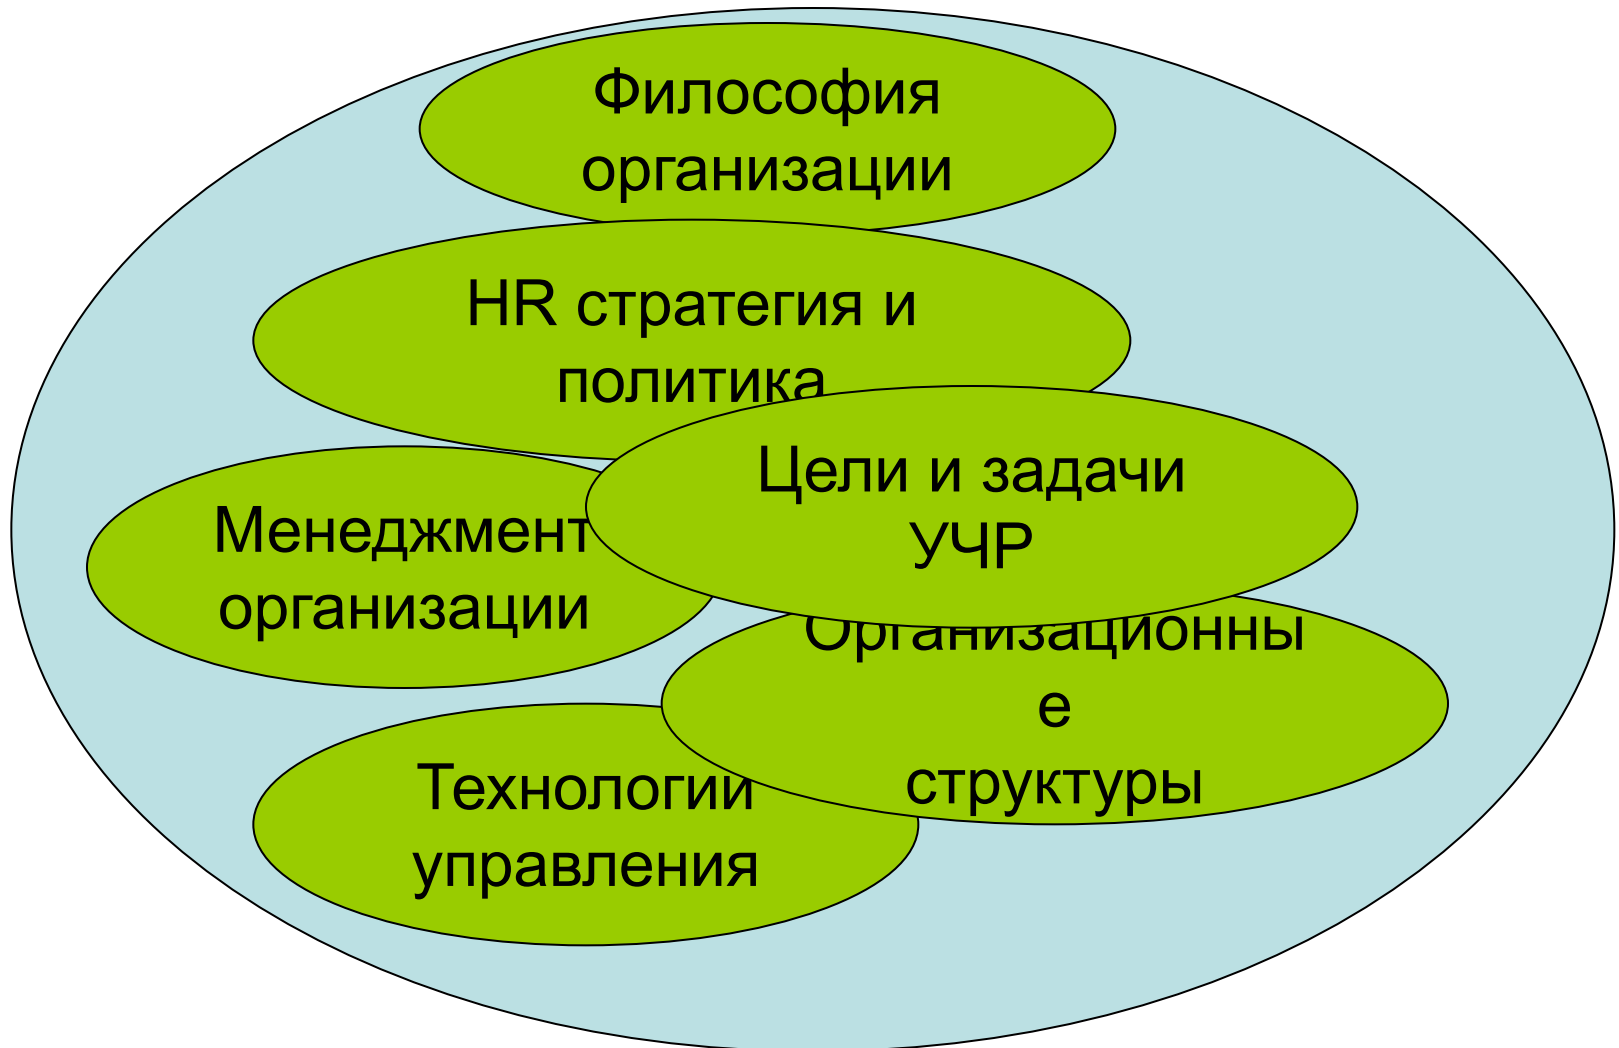 Философия
организации
HR стратегия и
политика
Цели и задачи
УЧР
Менеджмент
организации
Организационны
е
структуры
Технологии
управления